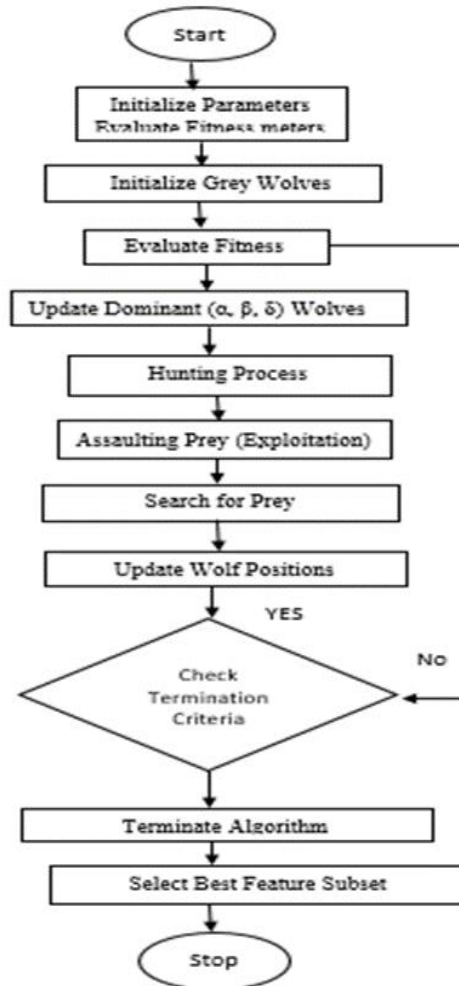 Start
Initialize Parameters
Evaluate Fitness meters
Initialize Grey Wolves
Evaluate Fitness
Update Dominant (α, β, δ) Wolves
Hunting Process
Assaulting Prey (Exploitation)
Search for Prey
Update Wolf Positions
YES
No
Check
Termination
Criteria
Terminate Algorithm
Select Best Feature Subset
Stop